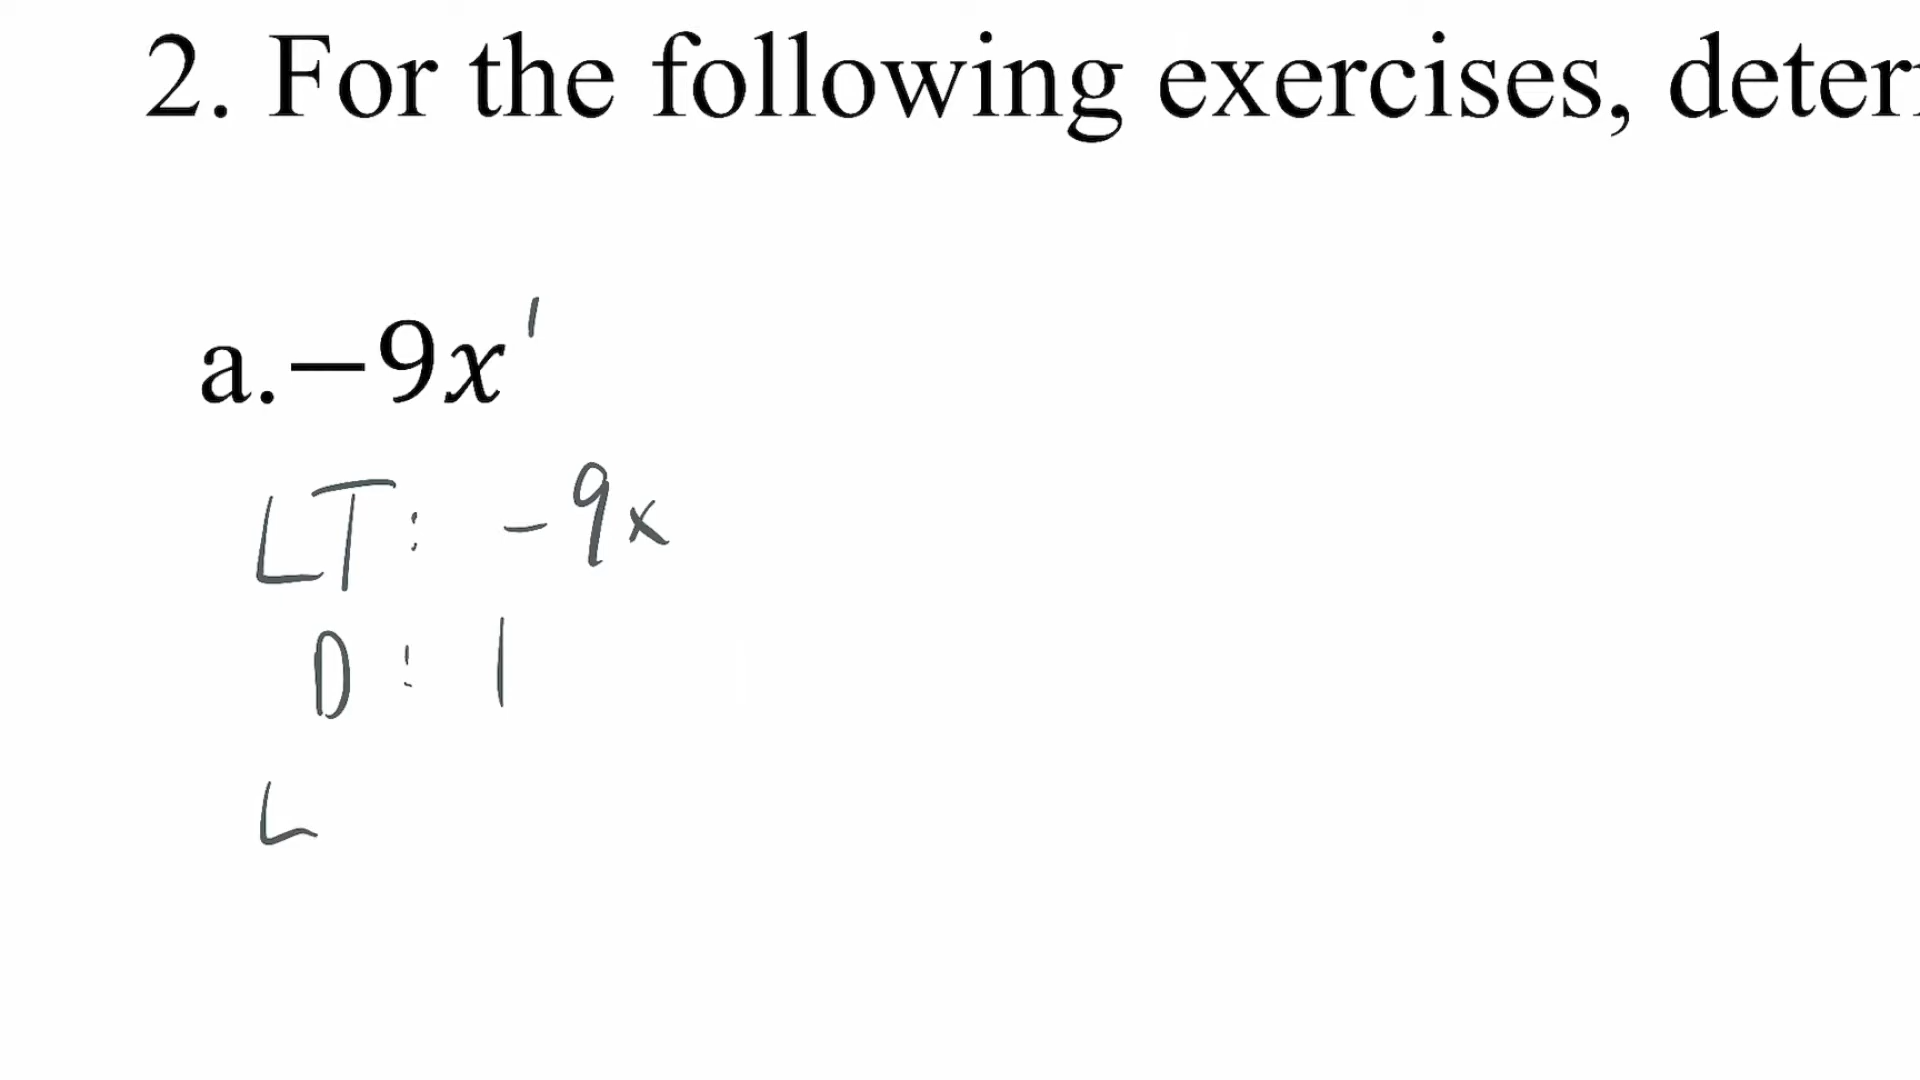 2. For the following exercises, deter
a. −9x'
LT: -9x
D: 1
L